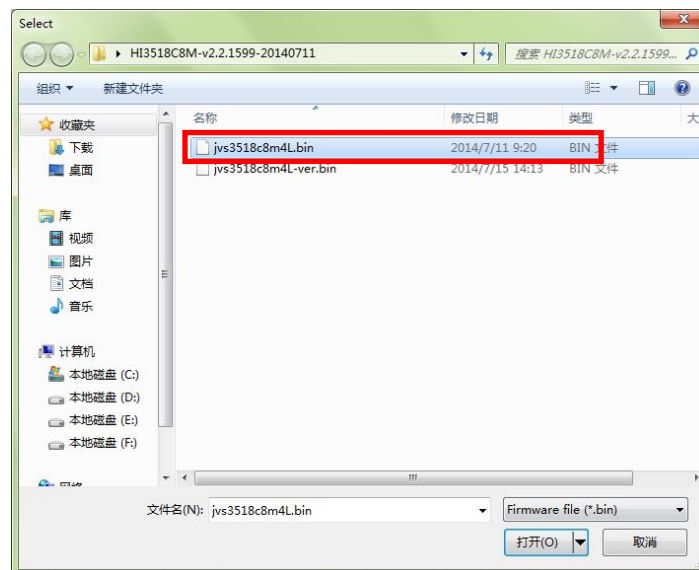 Select
HI3518C8M-v2.2.1599-20140711
搜索 HI3518C8M-v2.2.1599...
组织
新建文件夹
名称
修改日期
类型
大
收藏夹
下载
桌面
库
视频
图片
文档
音乐
计算机
本地磁盘 (C:)
本地磁盘 (D:)
本地磁盘 (E:)
本地磁盘 (F:)
jvs3518c8m4L.bin 2014/7/11 9:20 BIN 文件
jvs3518c8m4L-ver.bin 2014/7/15 14:13 BIN 文件
文件名(N): jvs3518c8m4L.bin
Firmware file (*.bin)
打开(O)
取消